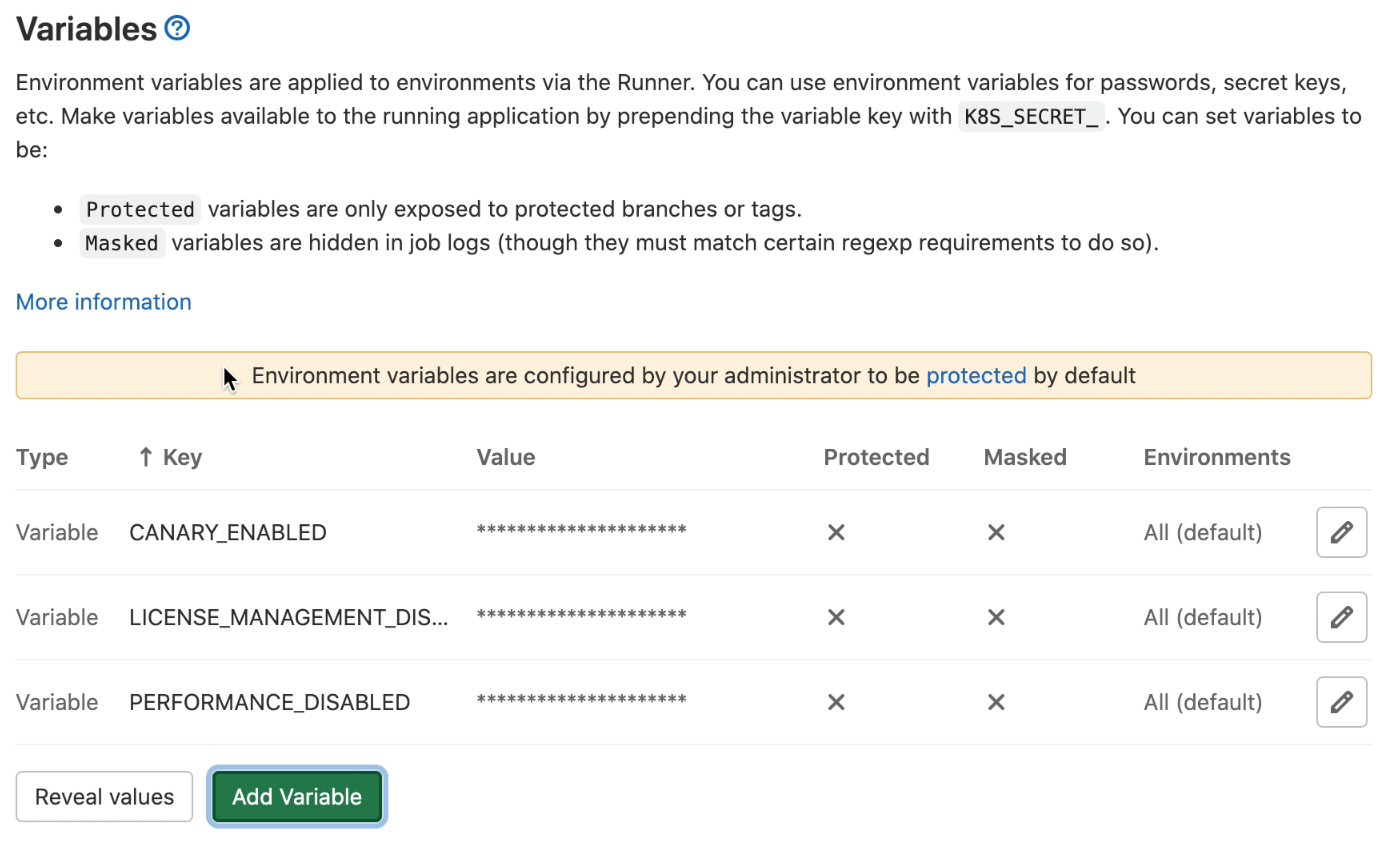 Variables
Environment variables are applied to environments via the Runner. You can use environment variables for passwords, secret keys,
etc. Make variables available to the running application by prepending the variable key with K8S_SECRET_ . You can set variables to
be:
• Protected variables are only exposed to protected branches or tags.
• Masked variables are hidden in job logs (though they must match certain regexp requirements to do so).
More information
Environment variables are configured by your administrator to be protected by default
Type ↑ Key Value Protected Masked Environments
Variable CANARY_ENABLED ********************* ✕ ✕ All (default)
Variable LICENSE_MANAGEMENT_DIS... ********************* ✕ ✕ All (default)
Variable PERFORMANCE_DISABLED ********************* ✕ ✕ All (default)
Reveal values Add Variable